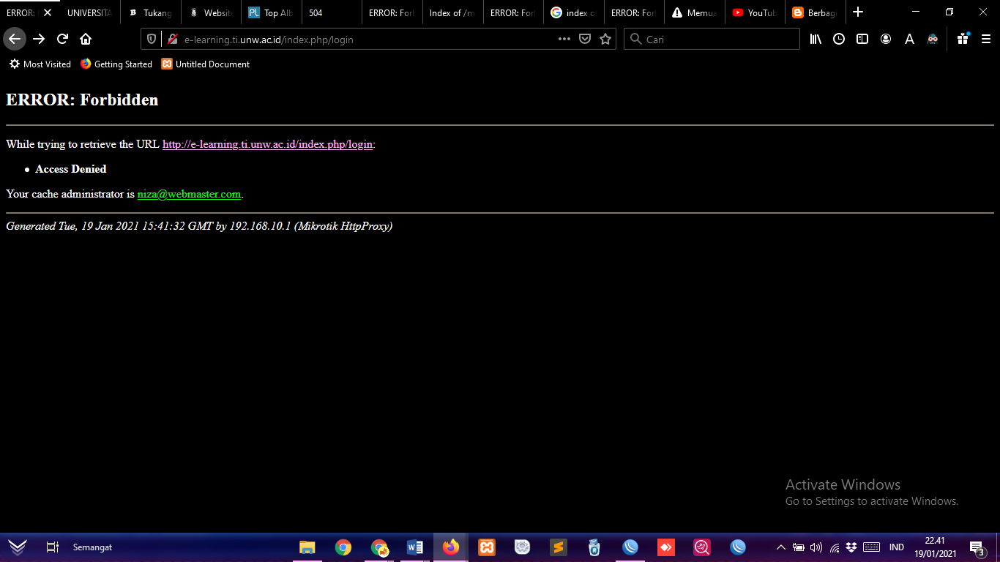 ERROR:
UNIVERSITA
Tukang
Website
PL Top Alb
504
ERROR: For
Index of /m
ERROR: For
index o
ERROR: For
Memua
YouTub
Berbagi
e-learning.ti.unw.ac.id/index.php/login
Cari
A
Most Visited
Getting Started
Untitled Document
ERROR: Forbidden
While trying to retrieve the URL http://e-learning.ti.unw.ac.id/index.php/login:
• Access Denied
Your cache administrator is niza@webmaster.com.
Generated Tue, 19 Jan 2021 15:41:32 GMT by 192.168.10.1 (Mikrotik HttpProxy)
Activate Windows
Go to Settings to activate Windows.
Semangat
IND
22.41
19/01/2021
3